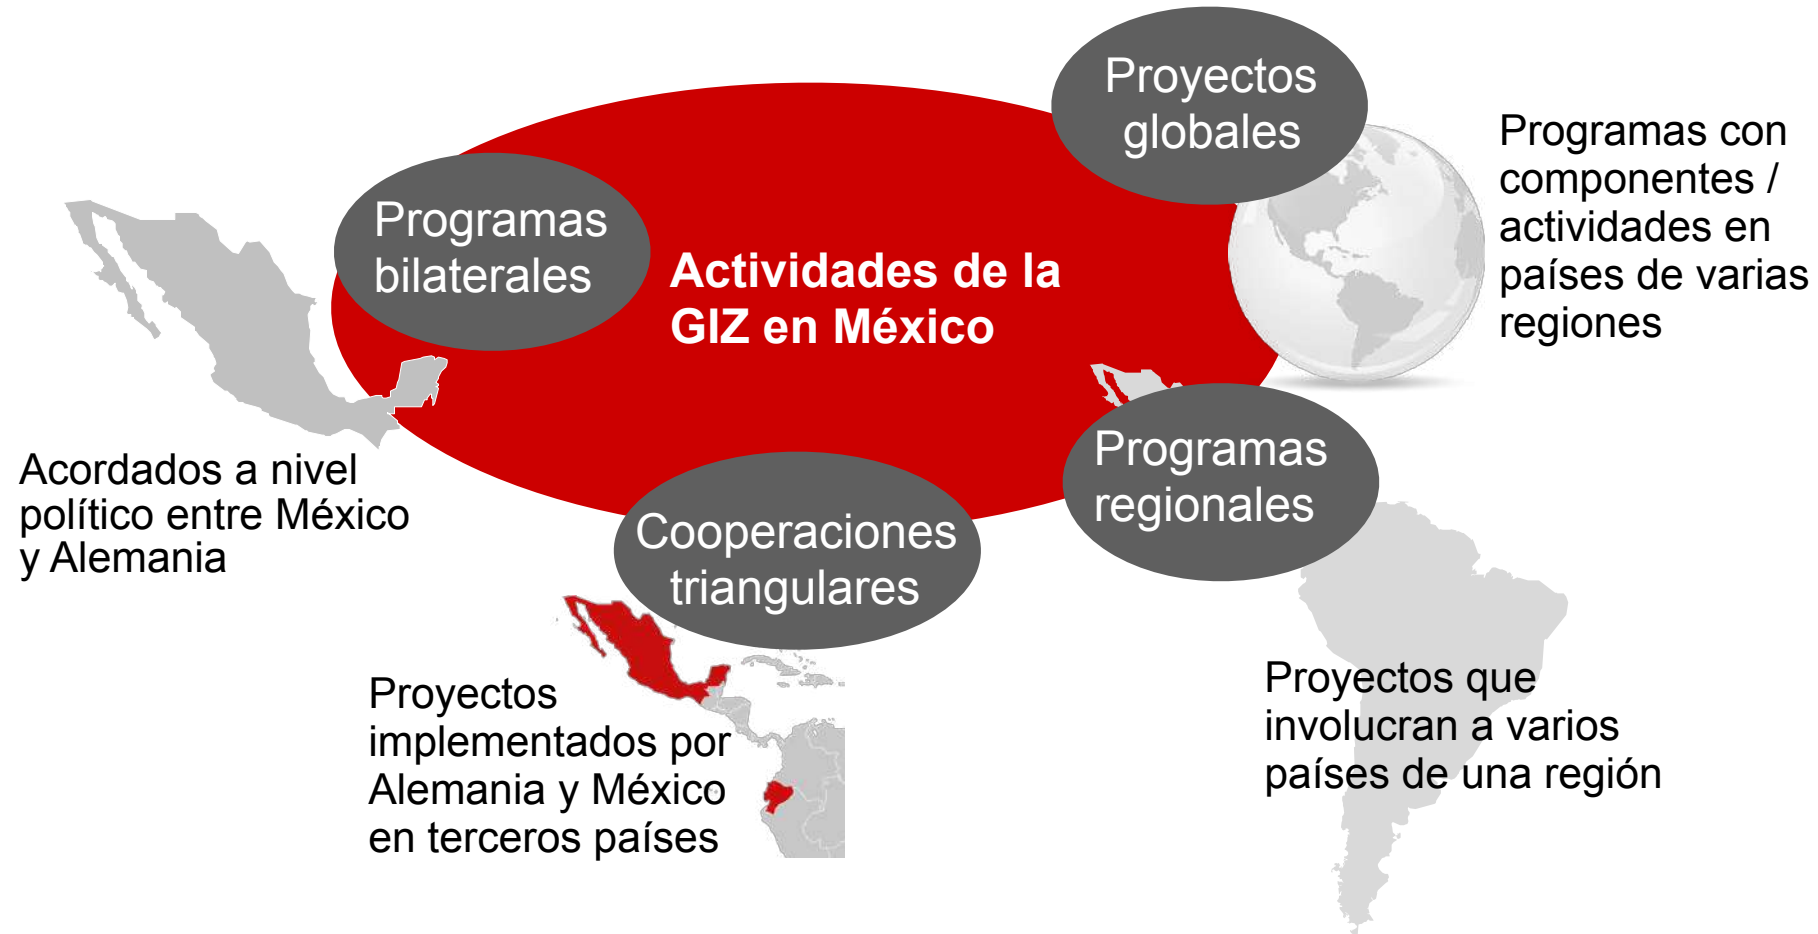 Proyectos
globales
Programas con
componentes /
actividades en
países de varias
regiones
Programas
bilaterales
Actividades de la
GIZ en México
Acordados a nivel
político entre México
y Alemania
Programas
regionales
Cooperaciones
triangulares
Proyectos
implementados por
Alemania y México
en terceros países
Proyectos que
involucran a varios
países de una región